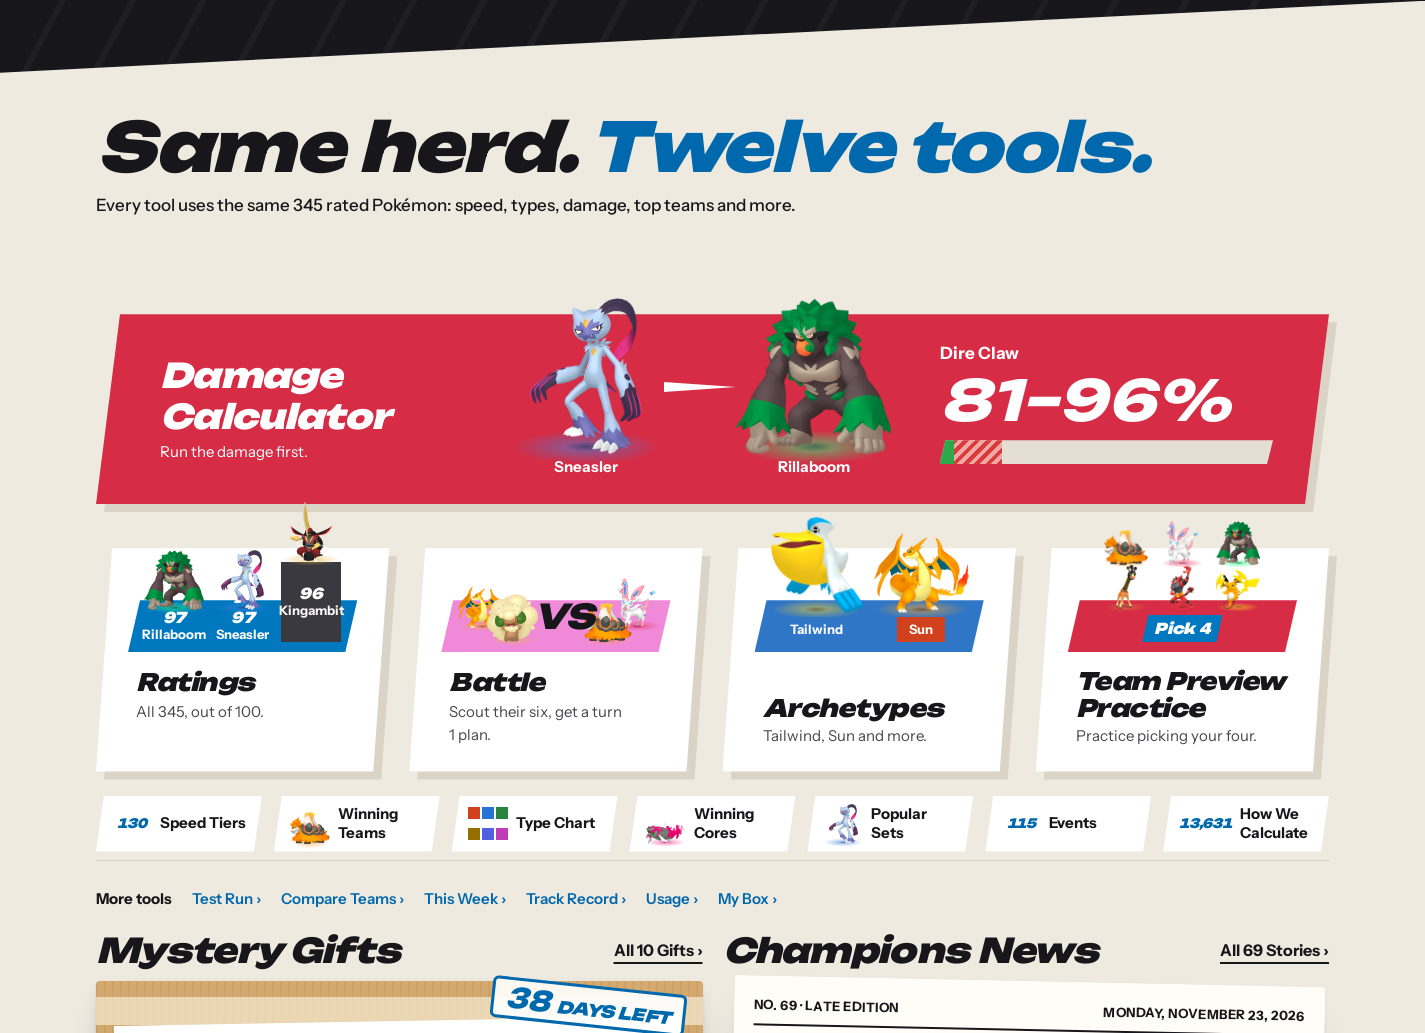 Same herd. Twelve tools.
Every tool uses the same 345 rated Pokémon: speed, types, damage, top teams and more.
Damage
Calculator
Run the damage first.
Sneasler
Rillaboom
Dire Claw
81–96%
97
Rillaboom
97
Sneasler
96
Kingambit
Ratings
All 345, out of 100.
VS
Battle
Scout their six, get a turn
1 plan.
Tailwind
Sun
Archetypes
Tailwind, Sun and more.
Pick 4
Team Preview
Practice
Practice picking your four.
130 Speed Tiers
Winning
Teams
Type Chart
Winning
Cores
Popular
Sets
115 Events
13,631 How We
Calculate
More tools Test Run › Compare Teams › This Week › Track Record › Usage › My Box ›
Mystery Gifts
All 10 Gifts ›
38 DAYS LEFT
Champions News
All 69 Stories ›
NO. 69 · LATE EDITION
MONDAY, NOVEMBER 23, 2026